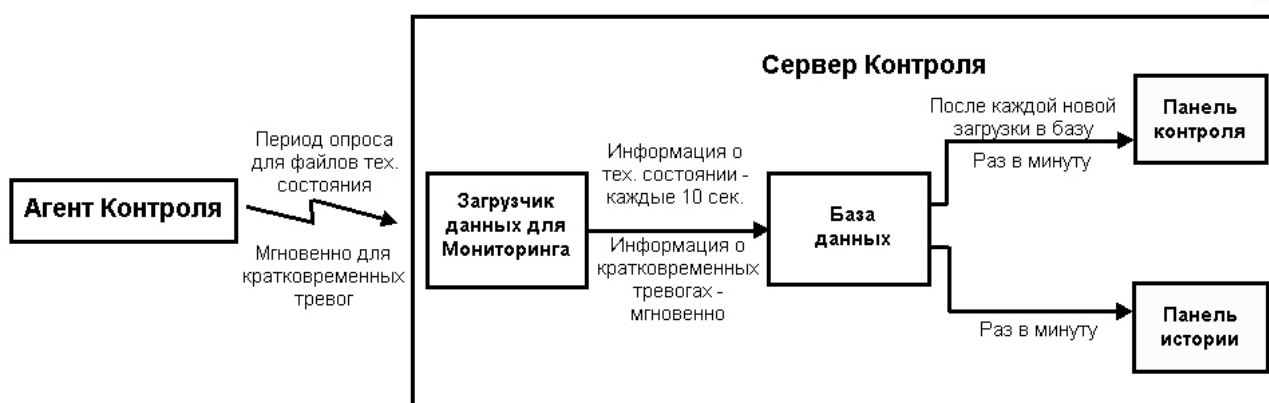 Сервер Контроля
Агент Контроля
Период опроса
для файлов тех.
состояния
Мгновенно для
кратковременных
тревог
Загрузчик
данных для
Мониторинга
Информация о
тех. состоянии -
каждые 10 сек.
Информация о
кратковременных
тревогах -
мгновенно
База
данных
После каждой новой
загрузки в базу
Раз в минуту
Панель
контроля
Раз в минуту
Панель
истории